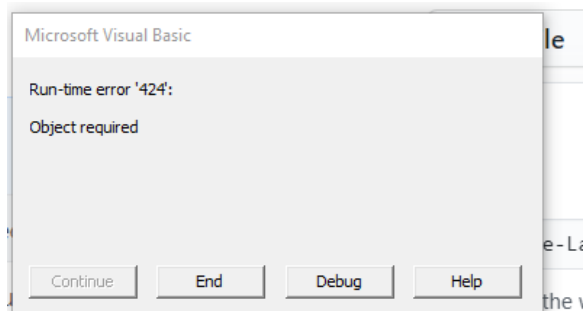 Microsoft Visual Basic
le
Run-time error '424':
Object required
e-La
Continue
End
Debug
Help
the